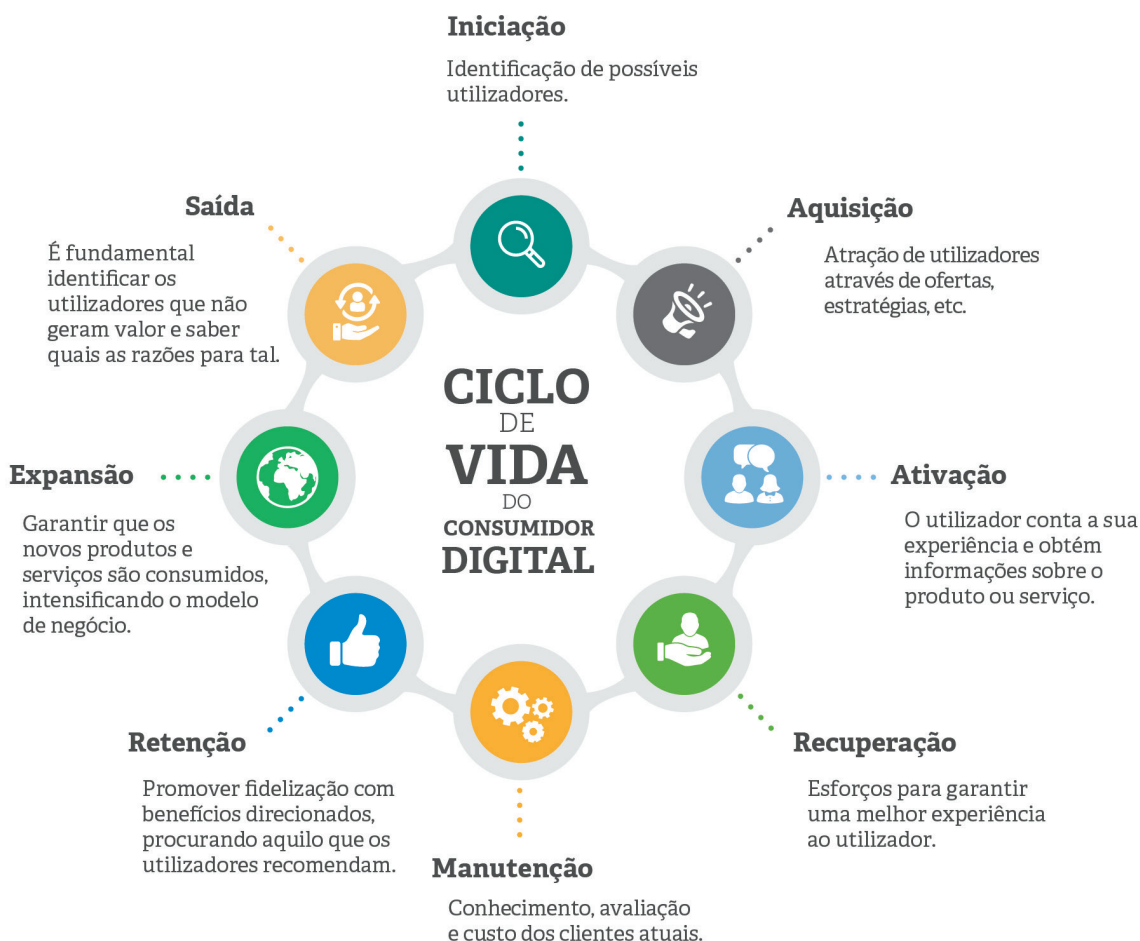 Iniciação
Identificação de possíveis
utilizadores.
Aquisição
Atração de utilizadores
através de ofertas,
estratégias, etc.
Ativação
O utilizador conta a sua
experiência e obtém
informações sobre o
produto ou serviço.
Recuperação
Esforços para garantir
uma melhor experiência
ao utilizador.
Manutenção
Conhecimento, avaliação
e custo dos clientes atuais.
Retenção
Promover fidelização com
benefícios direcionados,
procurando aquilo que os
utilizadores recomendam.
Expansão
Garantir que os
novos produtos e
serviços são consumidos,
intensificando o modelo
de negócio.
Saída
É fundamental
identificar os
utilizadores que não
geram valor e saber
quais as razões para tal.
CICLO
DE
VIDA
DO
CONSUMIDOR
DIGITAL